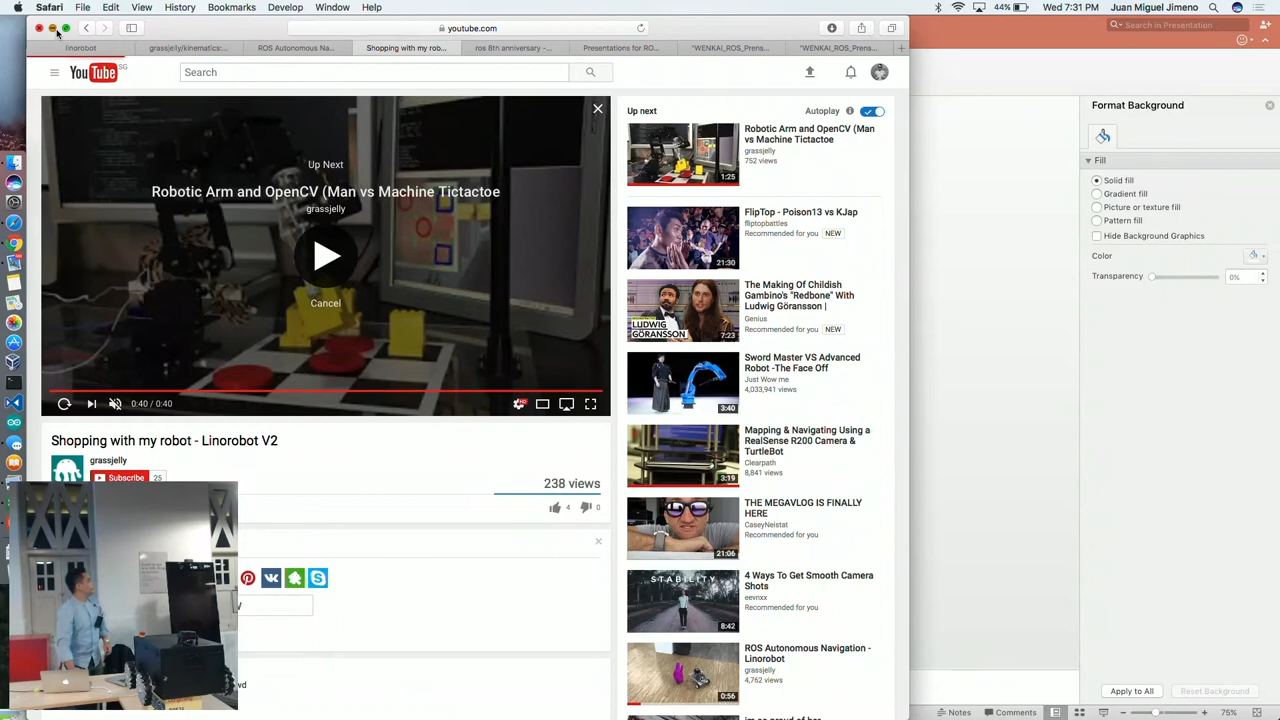 Safari File Edit View History Bookmarks Develop Window Help
44% Wed 7:31 PM Juan Miguel Jimeno
youtube.com
Search in Presentation
linorobot
grassjelly/kinematics:...
ROS Autonomous Na...
Shopping with my rob...
ros 8th anniversary - ...
Presentations for RO...
"WENKAI_ROS_Prens...
"WENKAI_ROS_Prens...
YouTube SG
Search
Up Next
Robotic Arm and OpenCV (Man vs Machine Tictactoe
grassjelly
Cancel
0:40 / 0:40
HD
Shopping with my robot - Linorobot V2
grassjelly
Subscribe 25
238 views
4 0
Up next
Autoplay
Robotic Arm and OpenCV (Man vs Machine Tictactoe
grassjelly
752 views
1:25
FlipTop - Poison13 vs KJap
fliptopbattles
Recommended for you NEW
21:30
The Making Of Childish Gambino's "Redbone" With Ludwig Göransson |
Genius
Recommended for you NEW
LUDWIG GÖRANSSON
7:23
Sword Master VS Advanced Robot -The Face Off
Just Wow me
4,033,941 views
3:40
Mapping & Navigating Using a RealSense R200 Camera & TurtleBot
Clearpath
8,841 views
3:19
THE MEGAVLOG IS FINALLY HERE
CaseyNeistat
Recommended for you
21:06
4 Ways To Get Smooth Camera Shots
eevnxx
Recommended for you
STABILITY
8:42
ROS Autonomous Navigation - Linorobot
grassjelly
4,762 views
0:56
Format Background
Fill
Solid fill
Gradient fill
Picture or texture fill
Pattern fill
Hide Background Graphics
Color
Transparency 0%
Apply to All
Reset Background
Notes Comments 75%